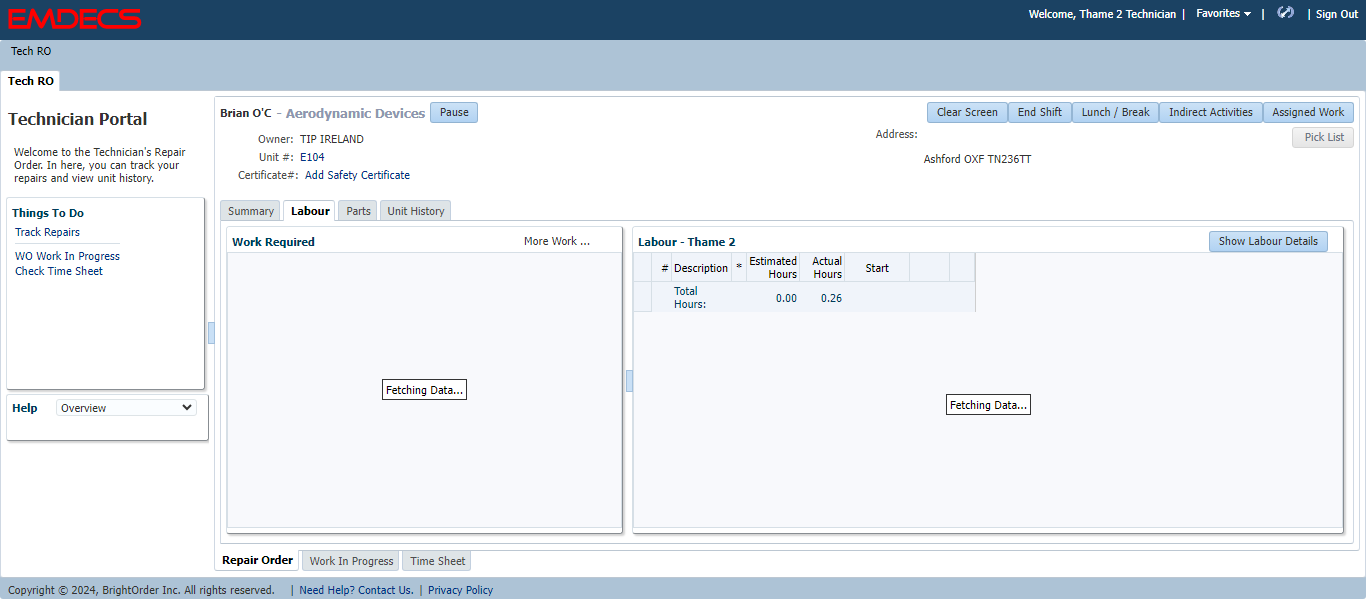 EMDECS
Welcome, Thame 2 Technician | Favorites | | Sign Out
Tech RO
Tech RO
Technician Portal
Welcome to the Technician's Repair
Order. In here, you can track your
repairs and view unit history.
Things To Do
Track Repairs
WO Work In Progress
Check Time Sheet
Help Overview
Brian O'C - Aerodynamic Devices Pause
Clear Screen End Shift Lunch / Break Indirect Activities Assigned Work
Owner: TIP IRELAND
Unit #: E104
Certificate#: Add Safety Certificate
Address:
Pick List
Ashford OXF TN236TT
Summary Labour Parts Unit History
Work Required More Work ...
Fetching Data...
Labour - Thame 2 Show Labour Details
# Description * Estimated Hours Actual Hours Start
Total Hours: 0.00 0.26
Fetching Data...
Repair Order Work In Progress Time Sheet
Copyright © 2024, BrightOrder Inc. All rights reserved. | Need Help? Contact Us. | Privacy Policy